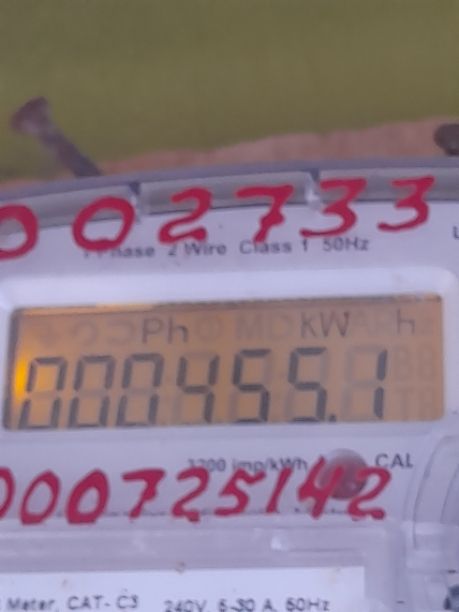 002733
1 Phase 2 Wire Class 1 50Hz
Ph kW h
000455.1
3200 imp/kWh CAL
000725142
Meter, CAT- C3 240V 5-30 A, 50Hz